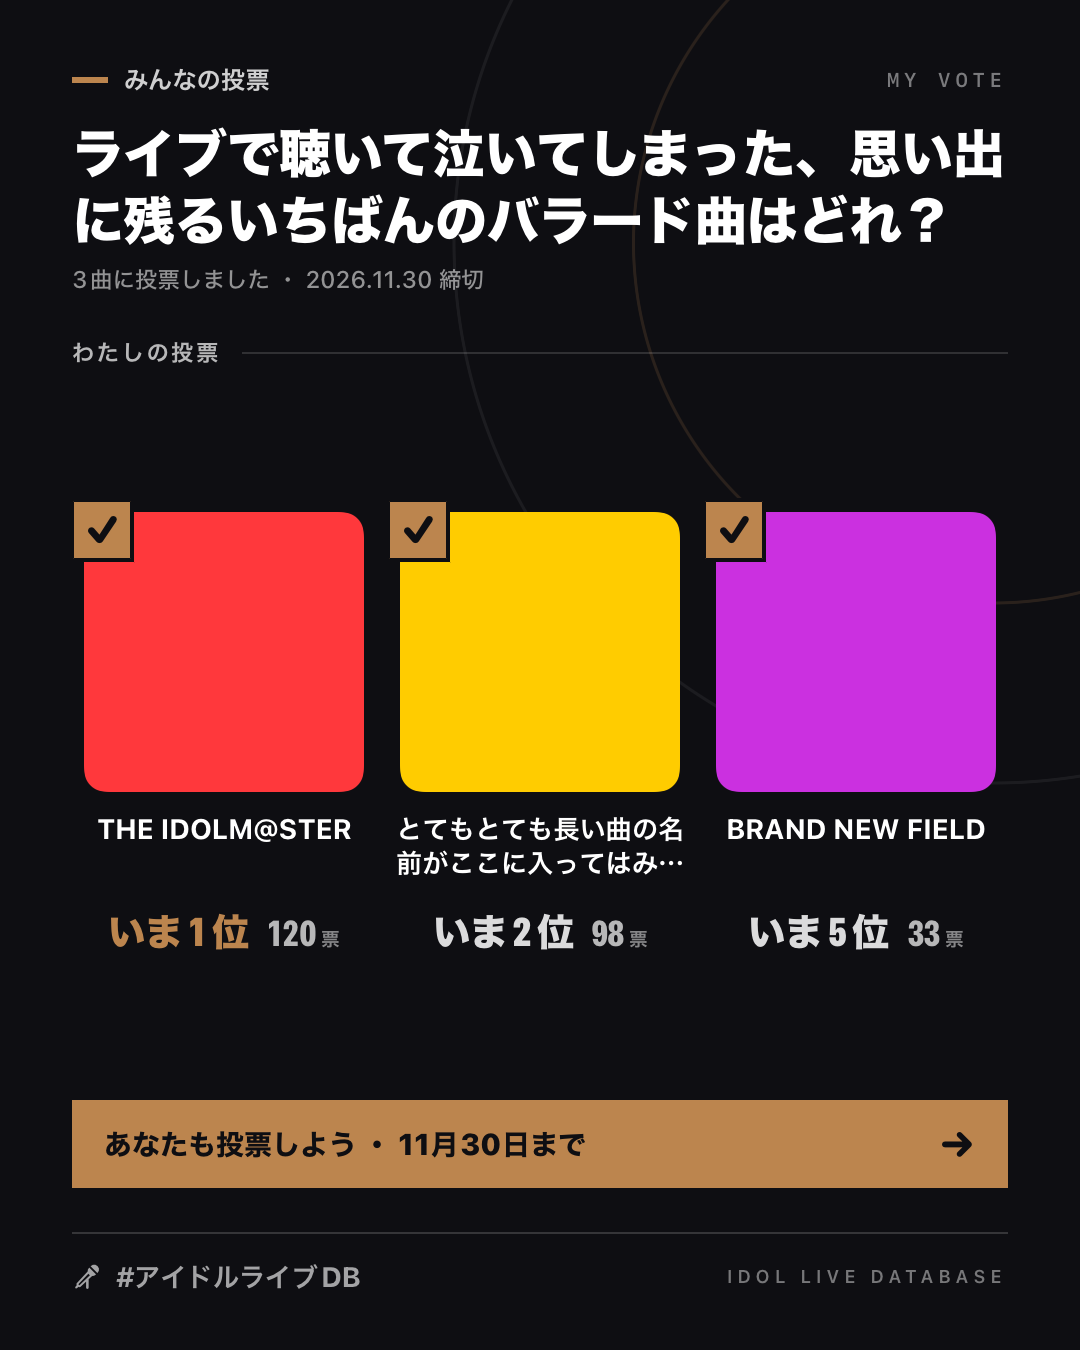 みんなの投票
MY VOTE
ライブで聴いて泣いてしまった、思い出
に残るいちばんのバラード曲はどれ？
3曲に投票しました ・ 2026.11.30 締切
わたしの投票
THE IDOLM@STER
いま1位 120票
とてもとても長い曲の名
前がここに入ってはみ…
いま2位 98票
BRAND NEW FIELD
いま5位 33票
あなたも投票しよう ・ 11月30日まで
#アイドルライブDB
IDOL LIVE DATABASE